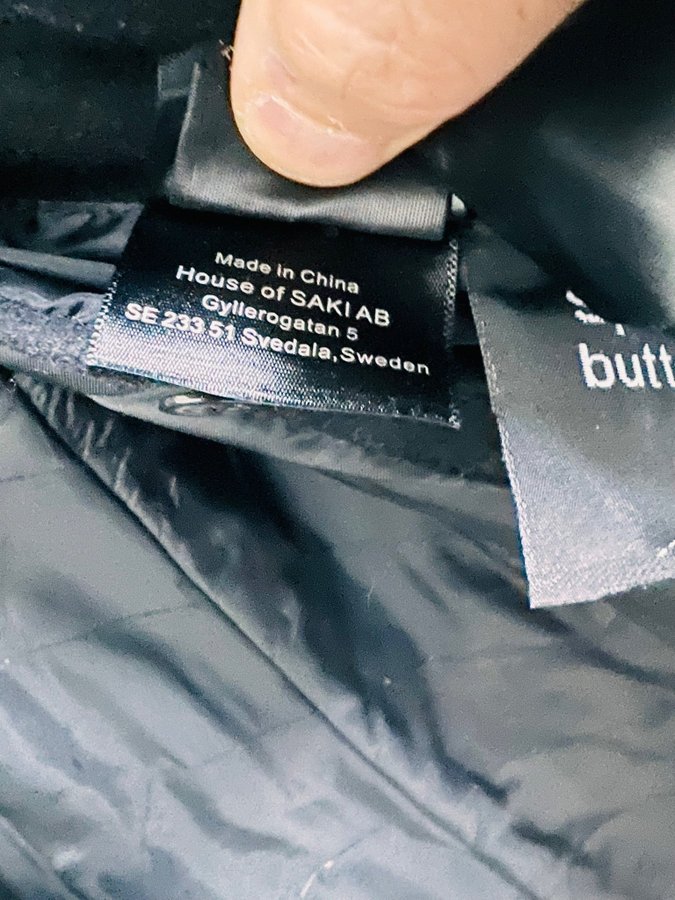 Made in China
House of SAKI AB
Gyllerogatan 5
SE 233 51 Svedala, Sweden
butt